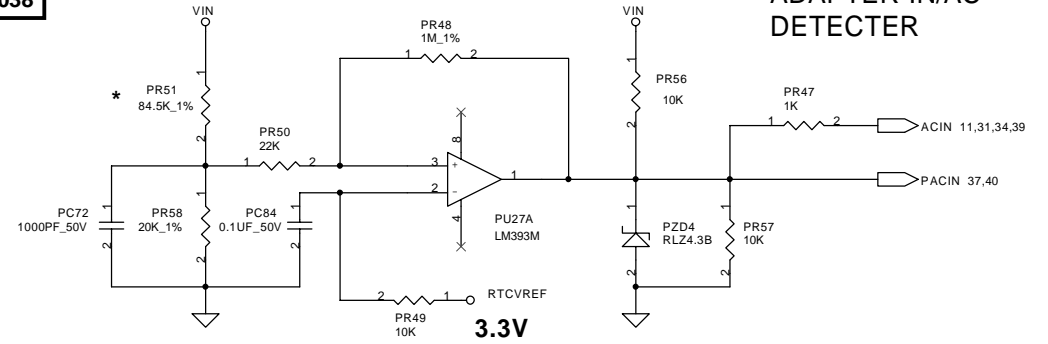 038
ADAPTER IN/AC
DETECTER
VIN
VIN
PR48
1M_1%
1
2
1
*
PR51
84.5K_1%
2
1
PR56
10K
2
PR47
1K
1
2
ACIN 11,31,34,39
PR50
22K
1
2
8
3
+
2
-
1
4
PU27A
LM393M
PACIN 37,40
1
PC72
1000PF_50V
2
1
PR58
20K_1%
2
1
PC84
0.1UF_50V
2
1
PZD4
RLZ4.3B
2
1
PR57
10K
2
2
1
RTCVREF
PR49
10K
3.3V